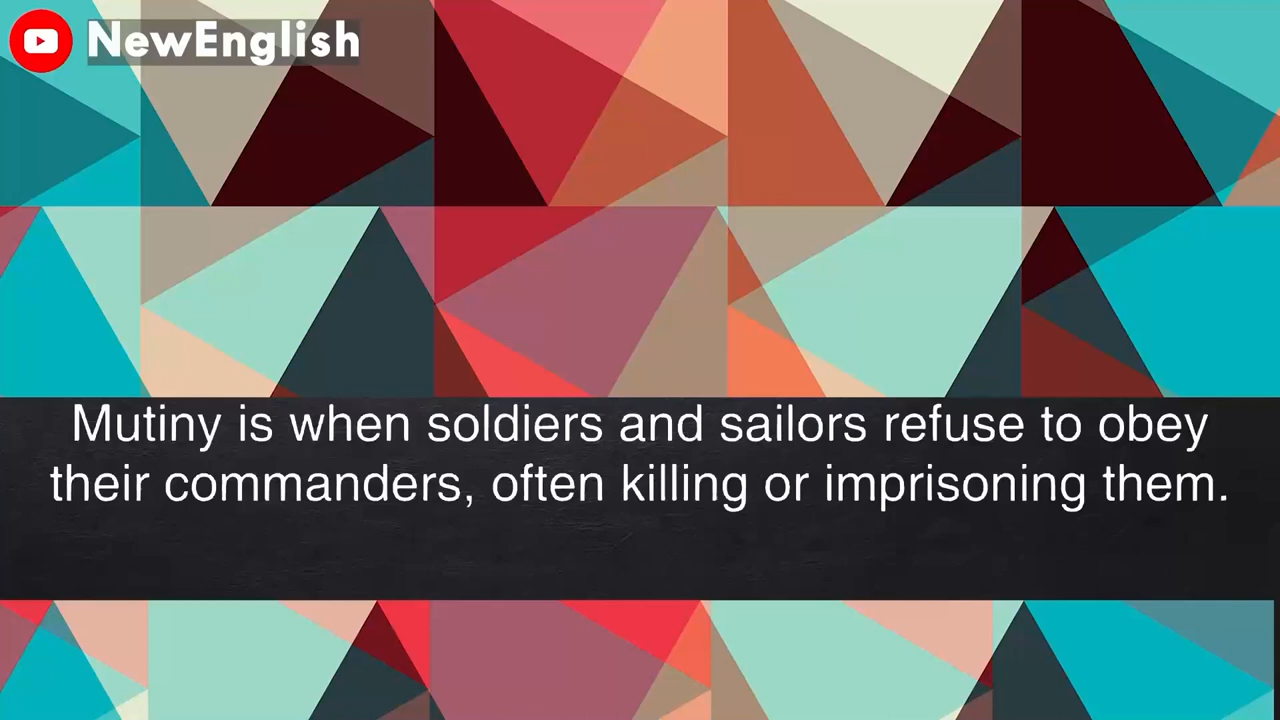 NewEnglish
Mutiny is when soldiers and sailors refuse to obey
their commanders, often killing or imprisoning them.